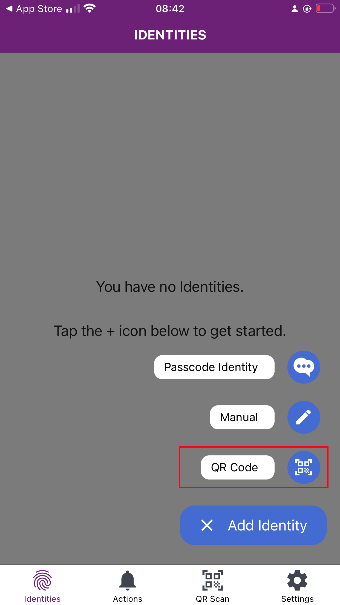 App Store
08:42
IDENTITIES
You have no Identities.
Tap the + icon below to get started.
Passcode Identity
Manual
QR Code
Add Identity
Identities Actions QR Scan Settings